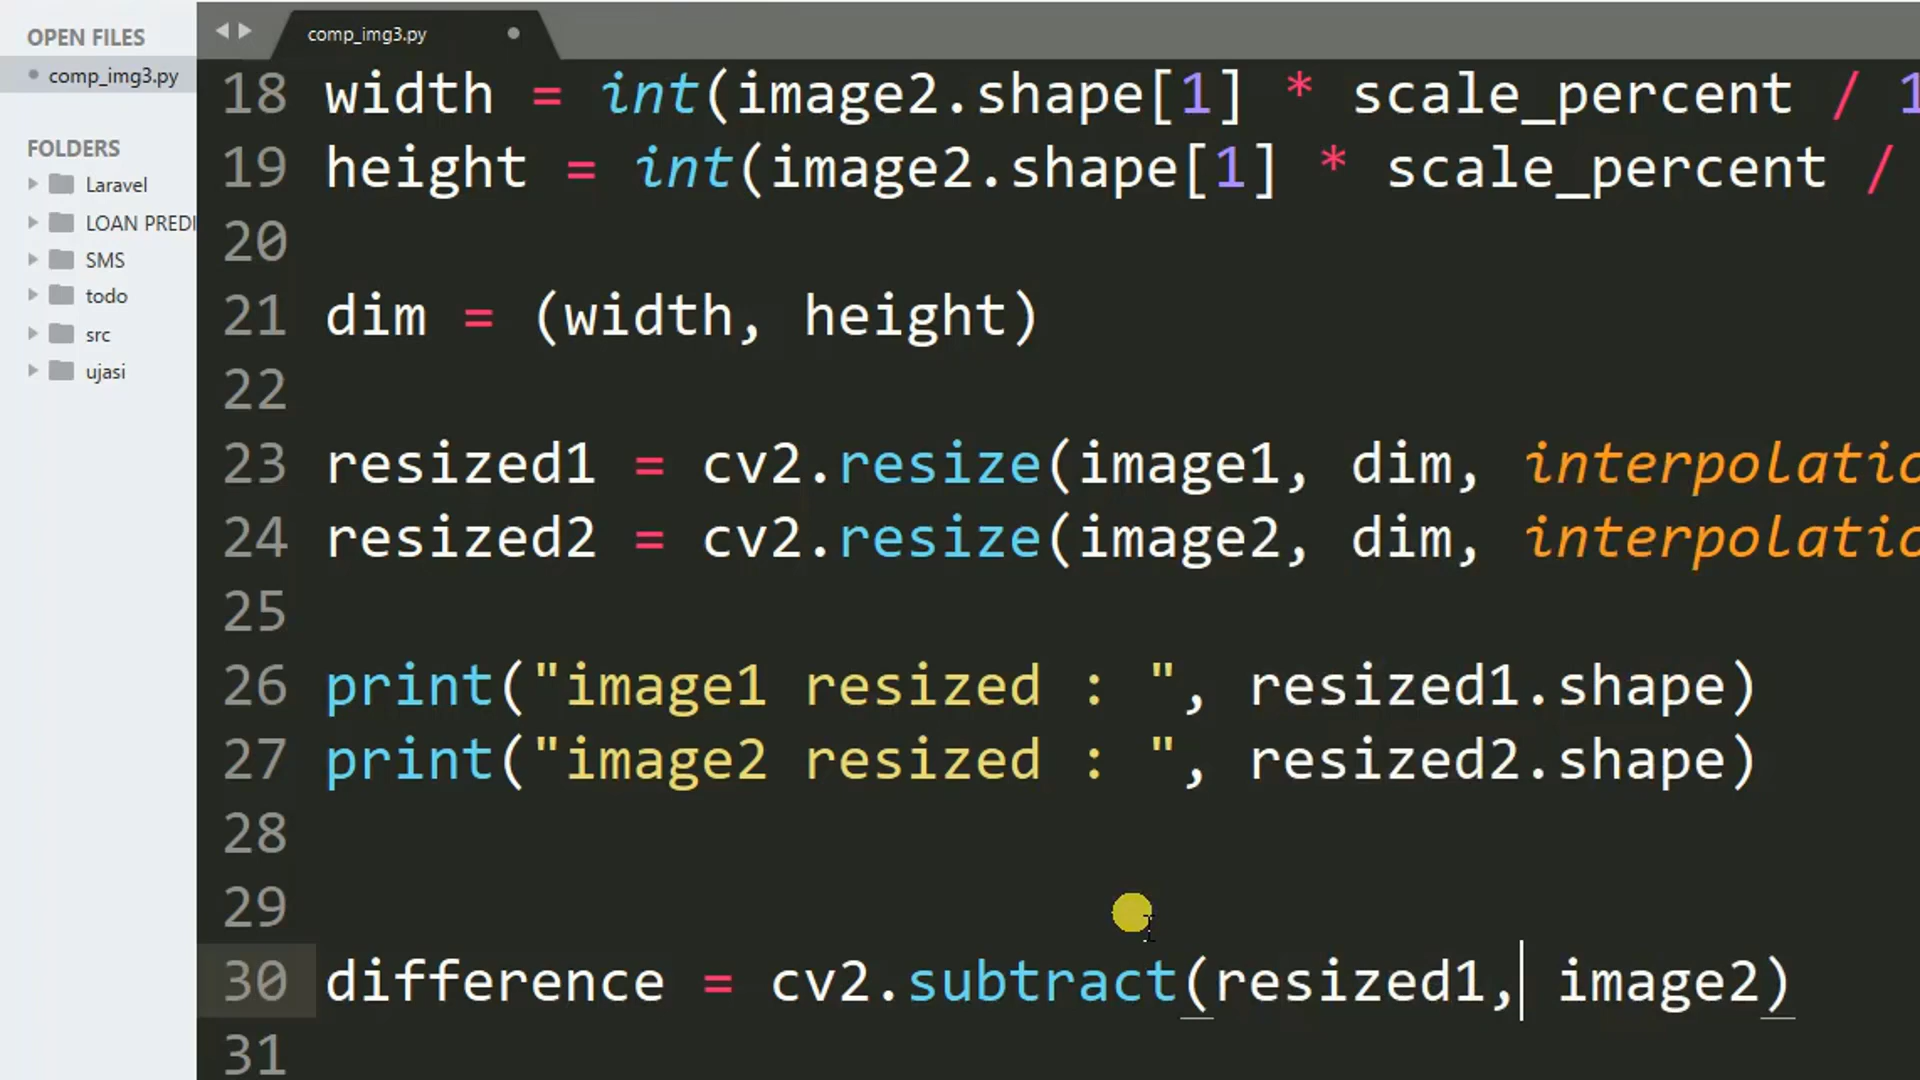 OPEN FILES
comp_img3.py
FOLDERS
Laravel
LOAN PREDI
SMS
todo
src
ujasi
comp_img3.py
18 width = int(image2.shape[1] * scale_percent / 1
19 height = int(image2.shape[1] * scale_percent /
20
21 dim = (width, height)
22
23 resized1 = cv2.resize(image1, dim, interpolatio
24 resized2 = cv2.resize(image2, dim, interpolatio
25
26 print("image1 resized : ", resized1.shape)
27 print("image2 resized : ", resized2.shape)
28
29
30 difference = cv2.subtract(resized1, image2)
31